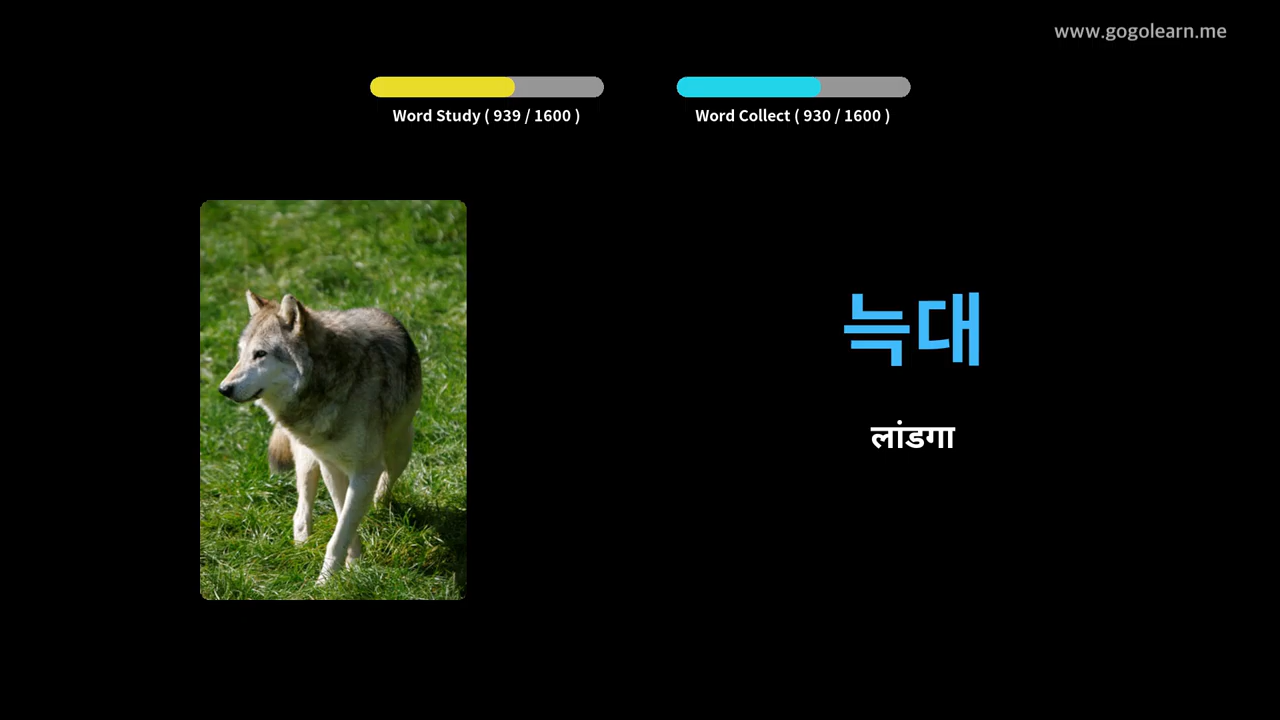 www.gogolearn.me
Word Study ( 939 / 1600 )
Word Collect ( 930 / 1600 )
늑대
लांडगा